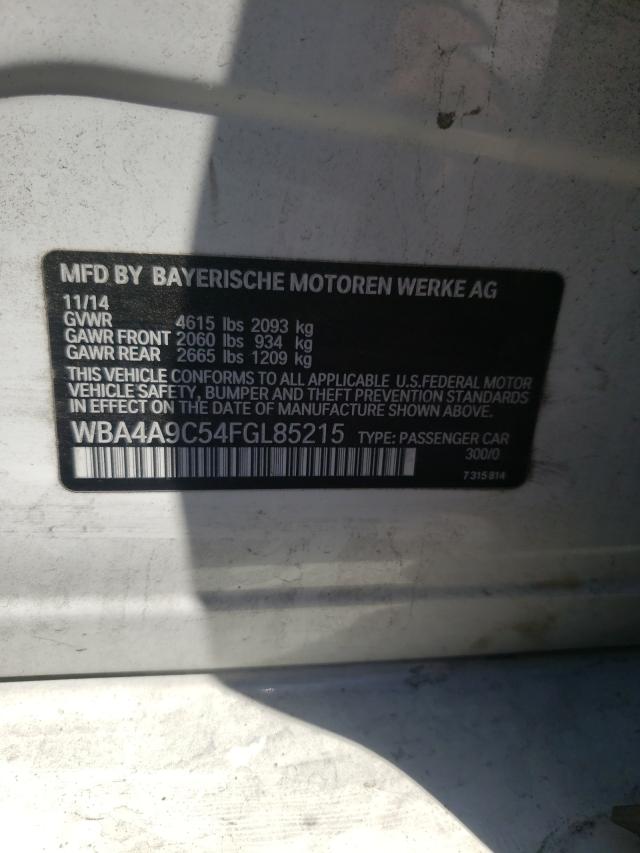 MFD BY BAYERISCHE MOTOREN WERKE AG
11/14
GVWR 4615 lbs 2093 kg
GAWR FRONT 2060 lbs 934 kg
GAWR REAR 2665 lbs 1209 kg
THIS VEHICLE CONFORMS TO ALL APPLICABLE U.S.FEDERAL MOTOR
VEHICLE SAFETY, BUMPER AND THEFT PREVENTION STANDARDS
IN EFFECT ON THE DATE OF MANUFACTURE SHOWN ABOVE.
WBA4A9C54FGL85215 TYPE: PASSENGER CAR
300/0
7 315 814